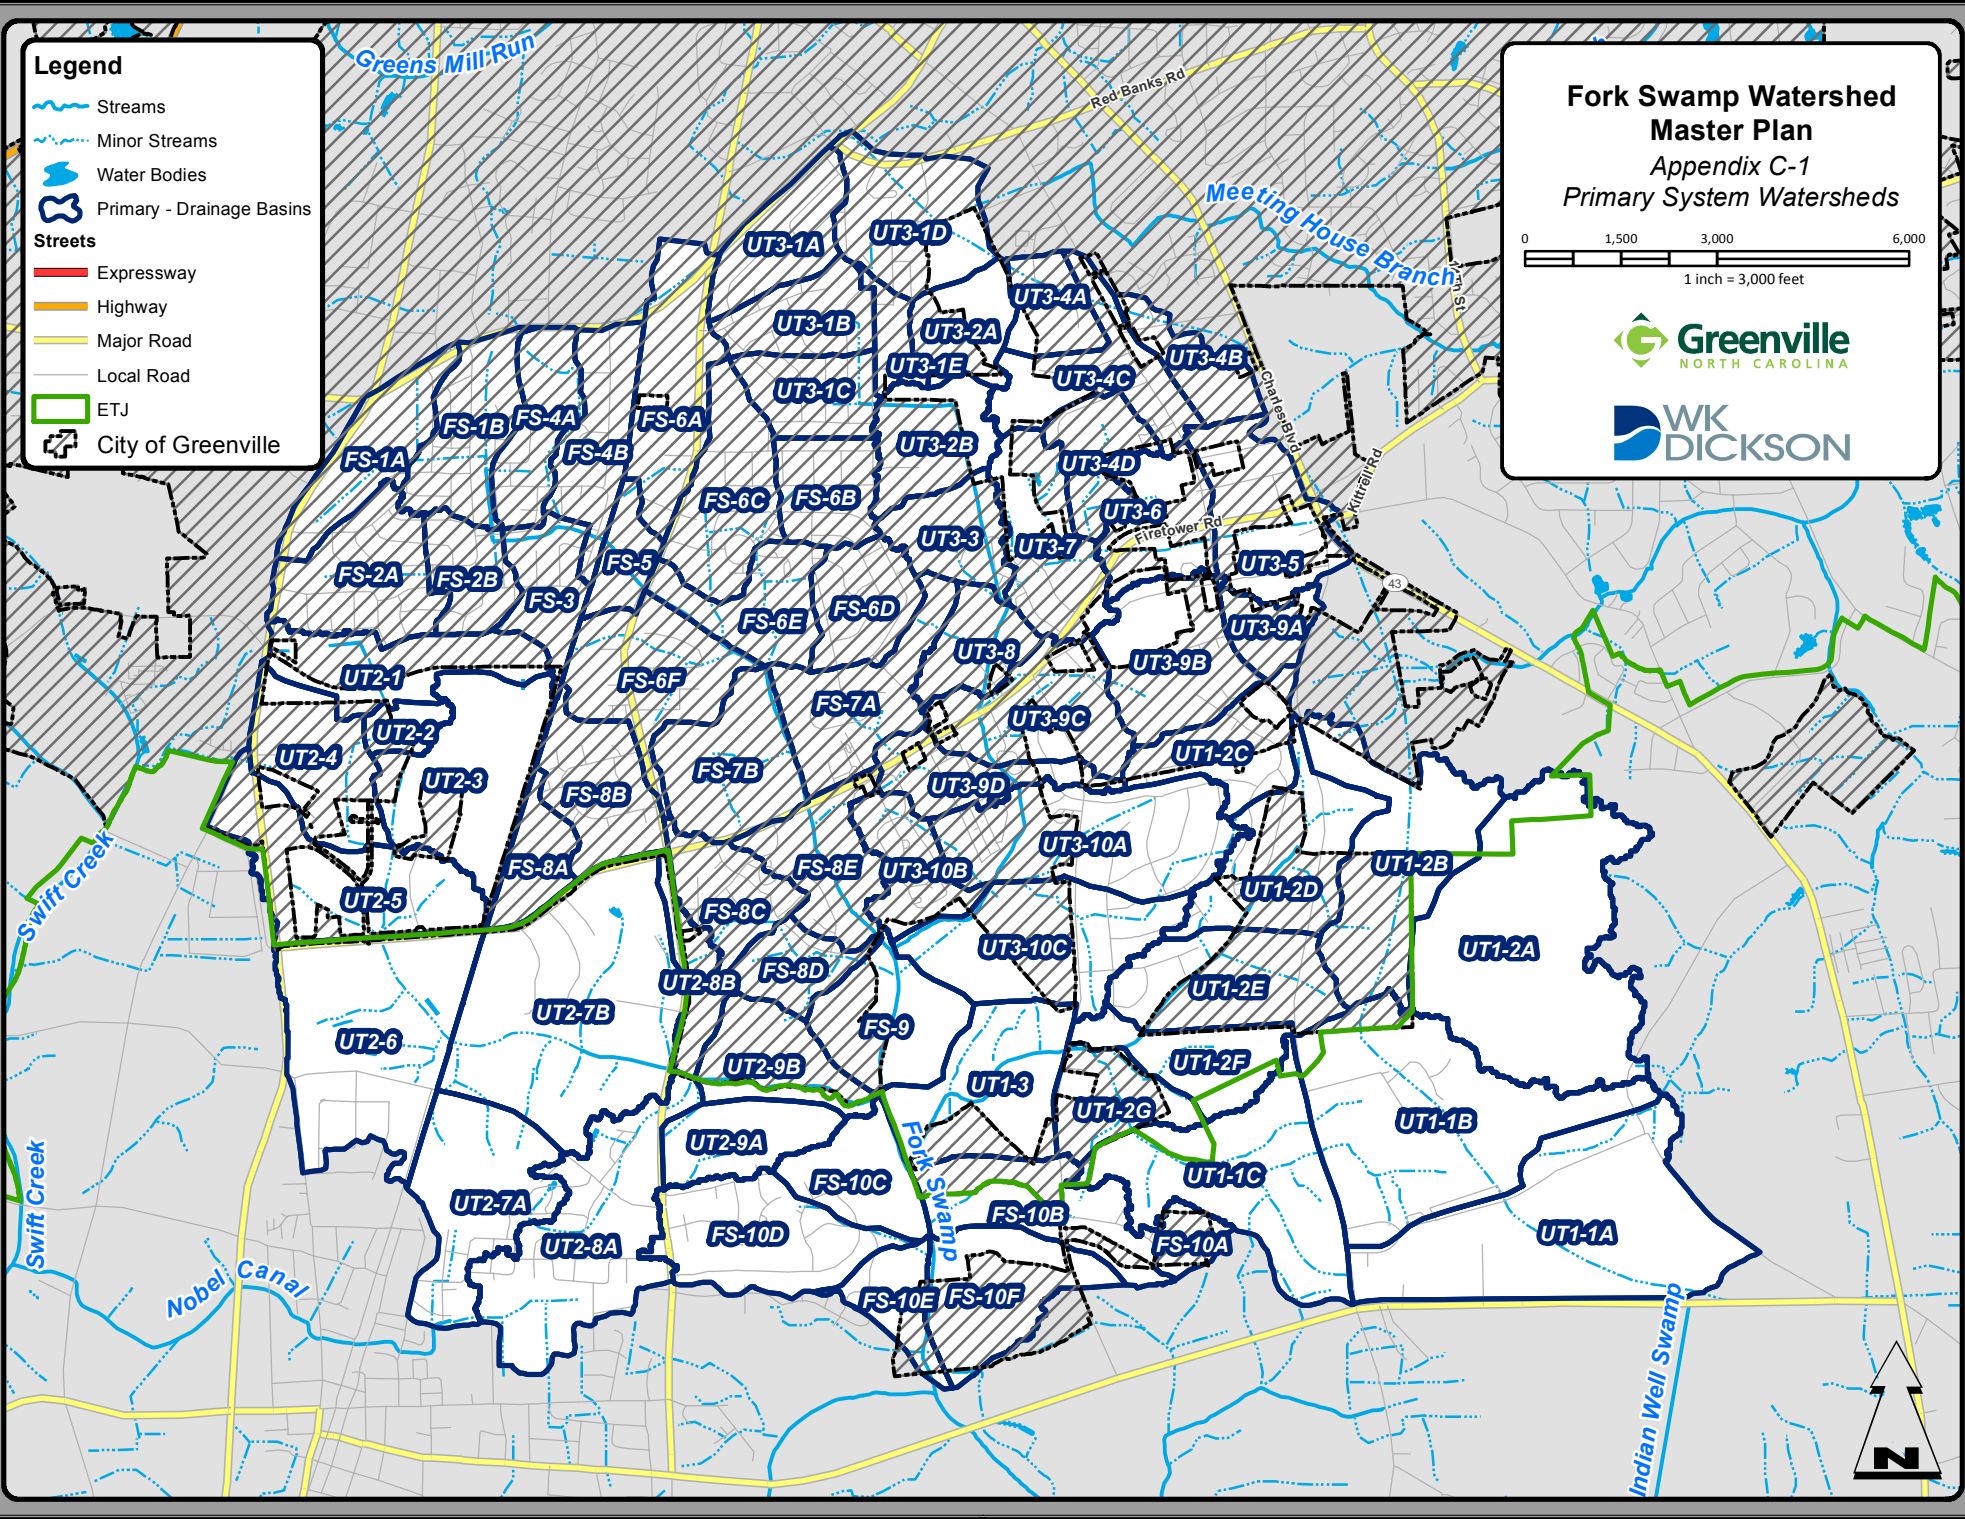 Legend
Streams
Minor Streams
Water Bodies
Primary - Drainage Basins
Streets
Expressway
Highway
Major Road
Local Road
ETJ
City of Greenville
Fork Swamp Watershed
Master Plan
Appendix C-1
Primary System Watersheds
0 1,500 3,000 6,000
1 inch = 3,000 feet
Greenville
NORTH CAROLINA
WK
DICKSON
Greens Mill Run
Red Banks Rd
Meeting House Branch
14th St
Charles Blvd
Kittrell Rd
Firetower Rd
43
Swift Creek
Swift Creek
Nobel Canal
Fork Swamp
Indian Well Swamp
UT3-1A
UT3-1D
UT3-4A
UT3-1B
UT3-2A
UT3-4B
UT3-1E
UT3-1C
UT3-4C
FS-1B
FS-4A
FS-6A
FS-1A
FS-4B
UT3-2B
UT3-4D
FS-6C
FS-6B
UT3-6
UT3-3
UT3-7
FS-5
UT3-5
FS-2A
FS-2B
FS-3
FS-6E
FS-6D
UT3-9A
UT3-8
UT3-9B
UT2-1
FS-6F
FS-7A
UT3-9C
UT2-2
UT2-4
UT1-2C
FS-7B
UT2-3
UT3-9D
FS-8B
UT3-10A
FS-8A
FS-8E
UT3-10B
UT1-2B
UT1-2D
UT2-5
FS-8C
UT3-10C
UT1-2A
FS-8D
UT2-8B
UT1-2E
UT2-7B
FS-9
UT2-6
UT2-9B
UT1-2F
UT1-3
UT1-2G
UT1-1B
UT2-9A
UT1-1C
FS-10C
UT2-7A
FS-10B
FS-10D
UT1-1A
UT2-8A
FS-10A
FS-10E
FS-10F
N